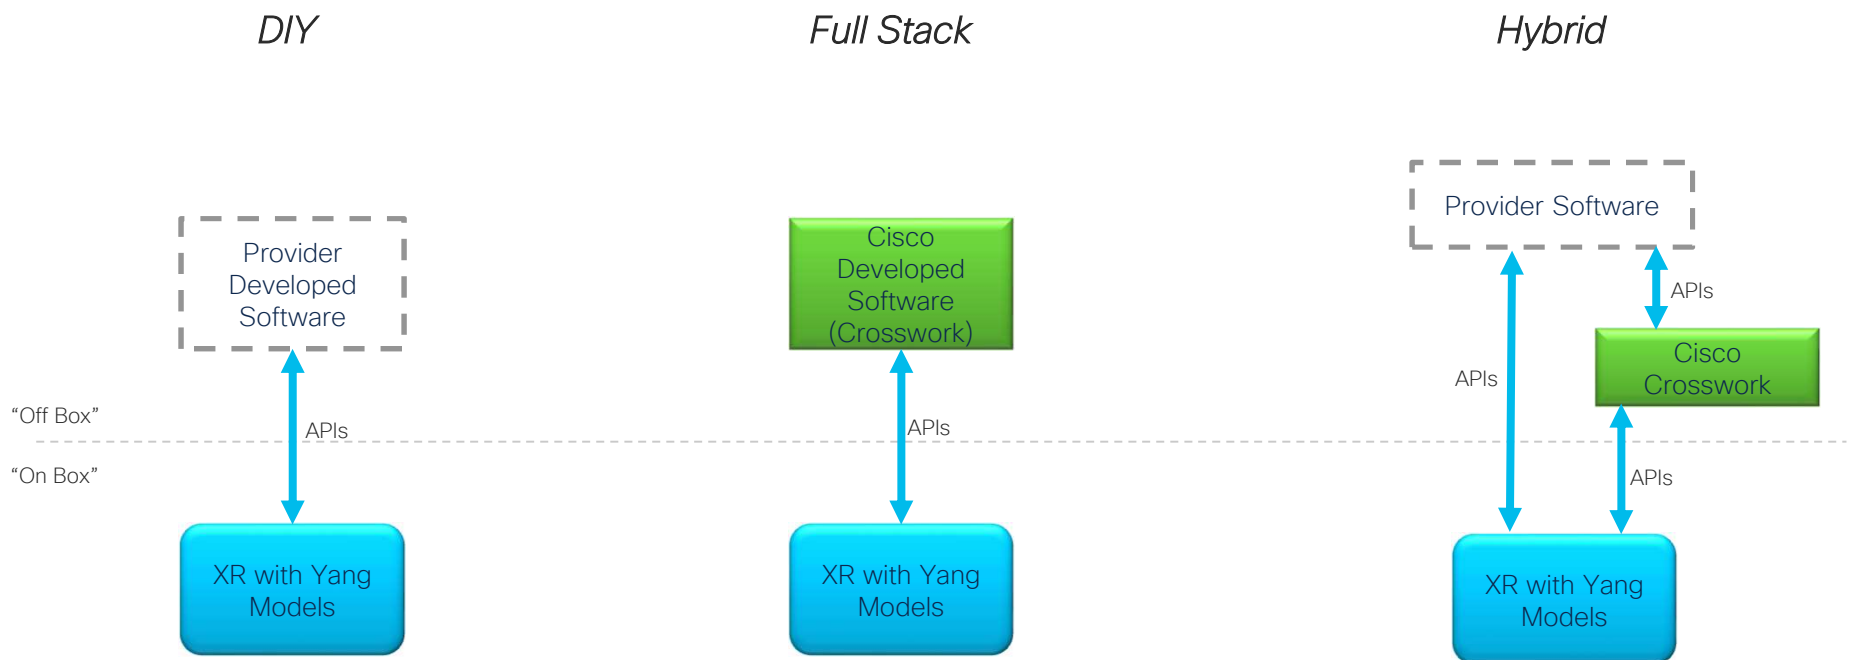 DIY
Full Stack
Hybrid
Provider
Developed
Software
Cisco
Developed
Software
(Crosswork)
Provider Software
APIs
APIs
Cisco
Crosswork
“Off Box”
APIs
APIs
“On Box”
APIs
XR with Yang
Models
XR with Yang
Models
XR with Yang
Models